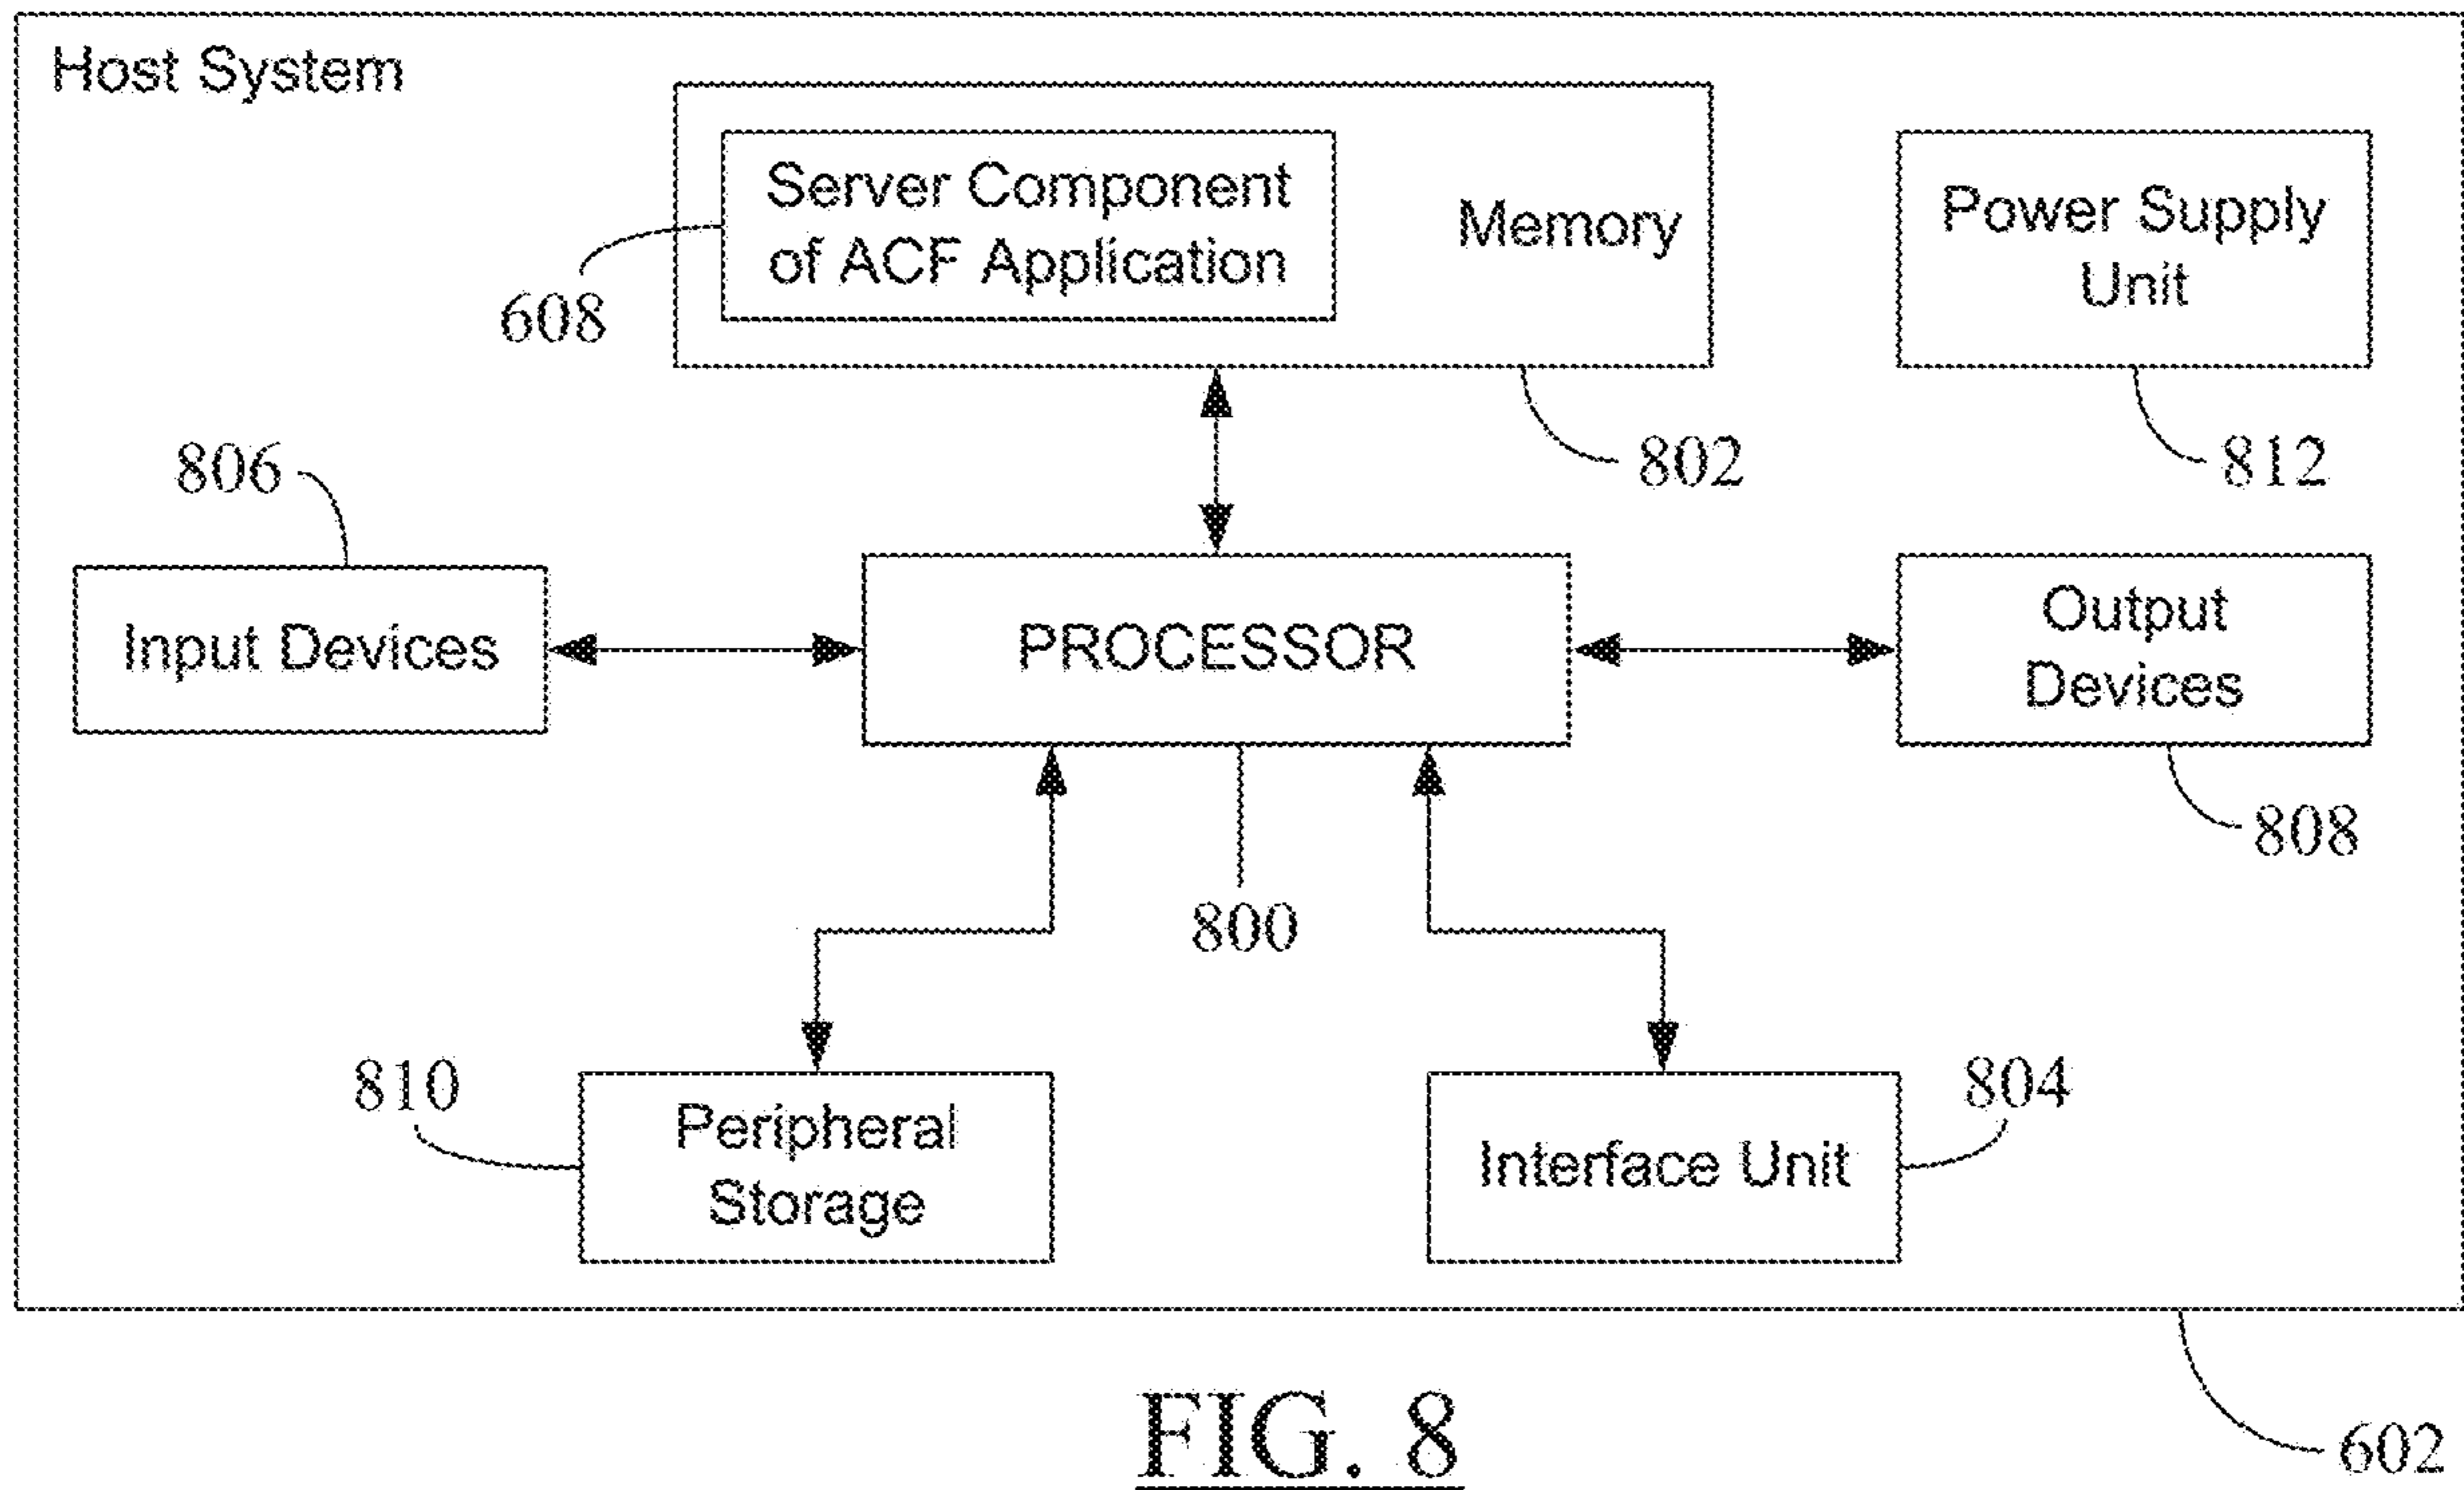 Host System
Server Component
of ACF Application
Memory
Power Supply
Unit
608
802
812
806
Input Devices
PROCESSOR
Output
Devices
808
800
810
804
Peripheral
Storage
Interface Unit
602
FIG. 8